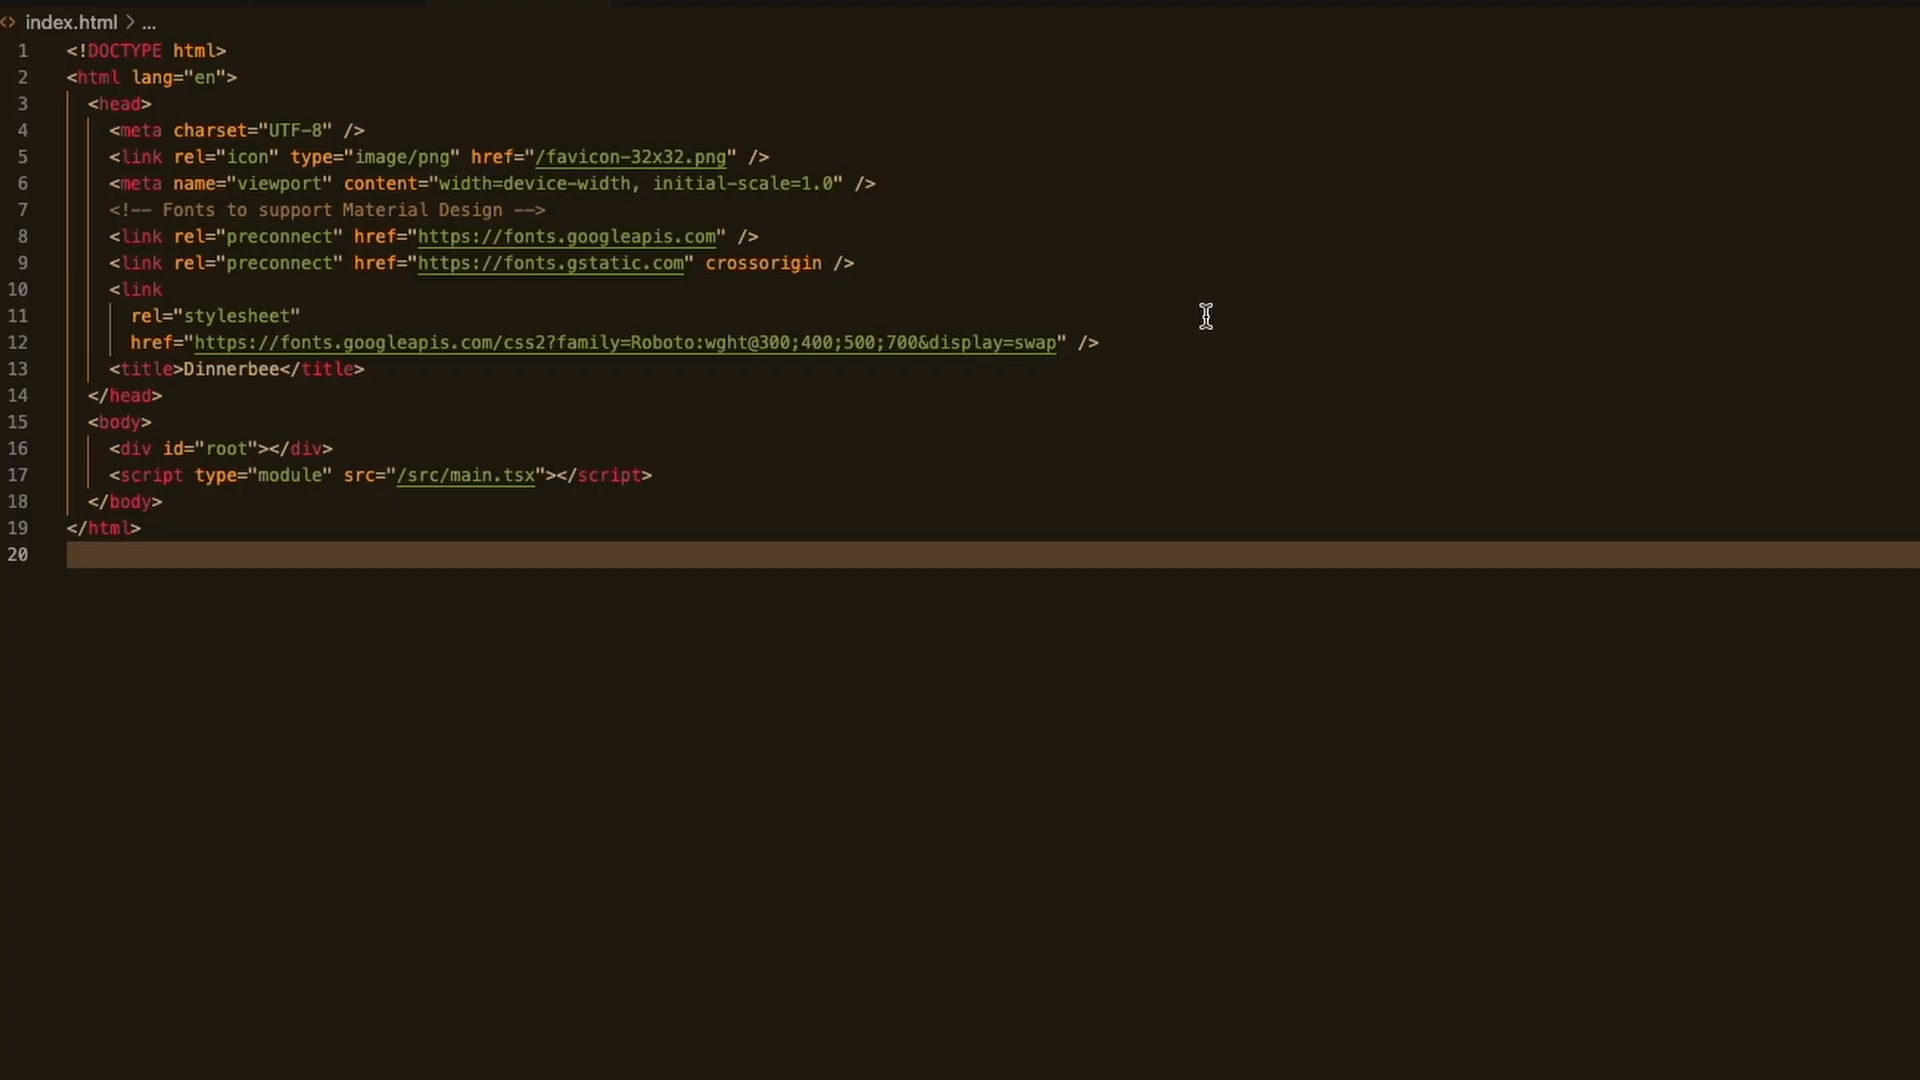 index.html > ...
1 <!DOCTYPE html>
2 <html lang="en">
3 <head>
4 <meta charset="UTF-8" />
5 <link rel="icon" type="image/png" href="/favicon-32x32.png" />
6 <meta name="viewport" content="width=device-width, initial-scale=1.0" />
7 <!-- Fonts to support Material Design -->
8 <link rel="preconnect" href="https://fonts.googleapis.com" />
9 <link rel="preconnect" href="https://fonts.gstatic.com" crossorigin />
10 <link
11 rel="stylesheet"
12 href="https://fonts.googleapis.com/css2?family=Roboto:wght@300;400;500;700&display=swap" />
13 <title>Dinnerbee</title>
14 </head>
15 <body>
16 <div id="root"></div>
17 <script type="module" src="/src/main.tsx"></script>
18 </body>
19 </html>
20